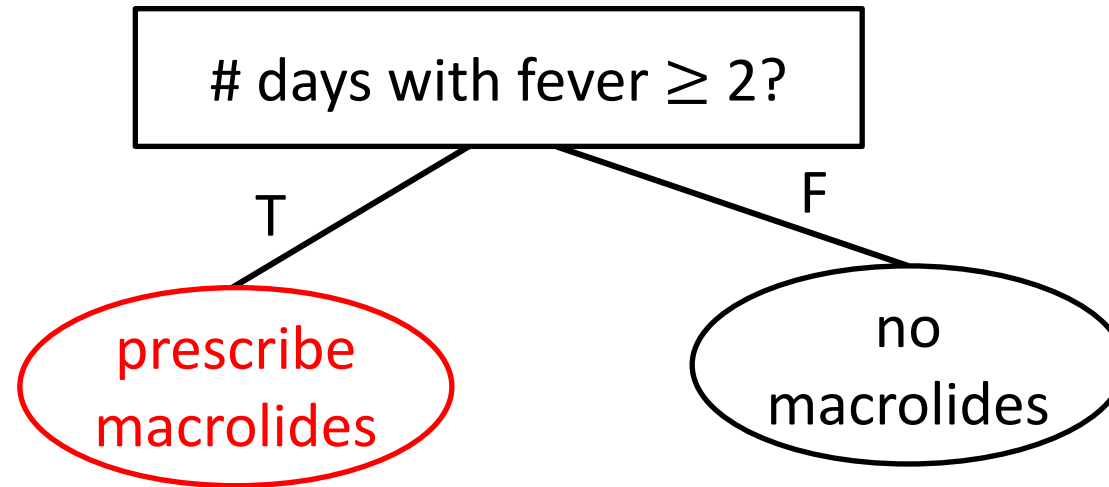 # days with fever ≥ 2?
T
F
prescribe
macrolides
no
macrolides